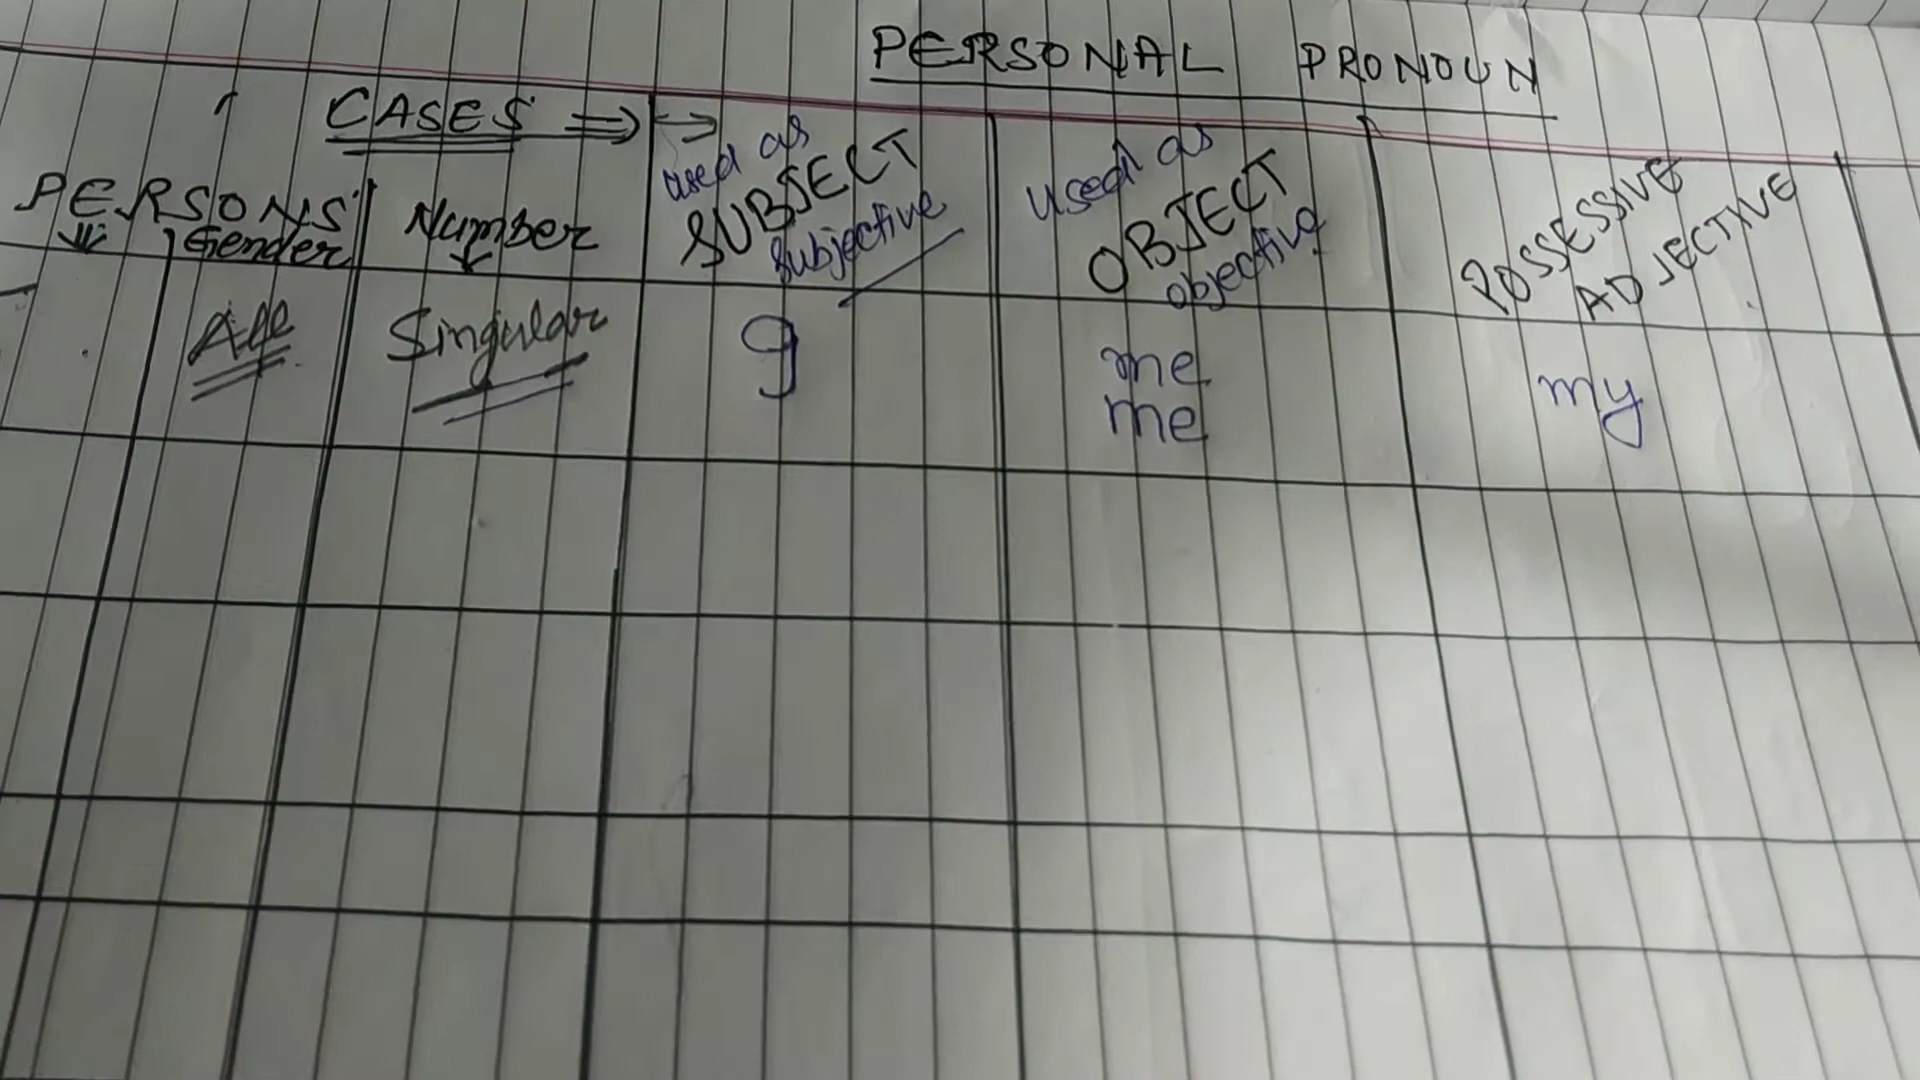 PERSONAL PRONOUN
CASES ⇒ →
PERSONS Gender Number
used as SUBJECT subjective
used as OBJECT objective
POSSESSIVE ADJECTIVE
All Singular I me my
me